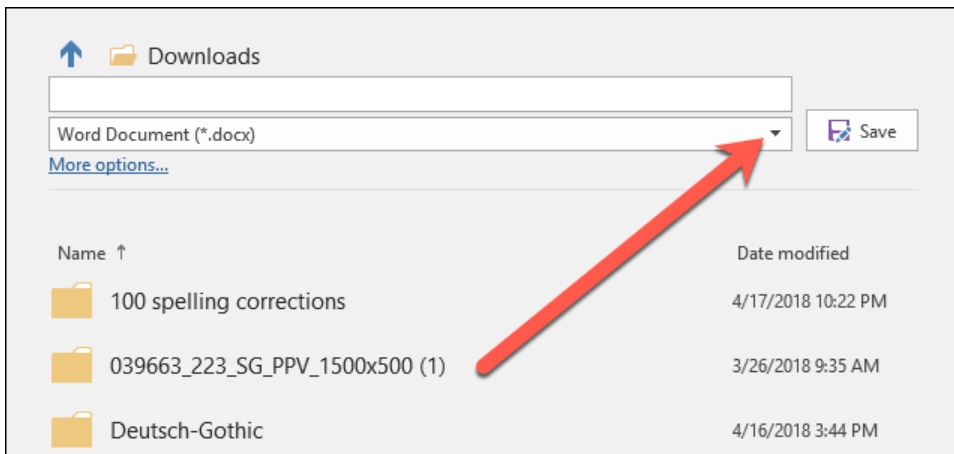 Downloads
Word Document (*.docx)
Save
More options...
Name ↑ Date modified
100 spelling corrections 4/17/2018 10:22 PM
039663_223_SG_PPV_1500x500 (1) 3/26/2018 9:35 AM
Deutsch-Gothic 4/16/2018 3:44 PM